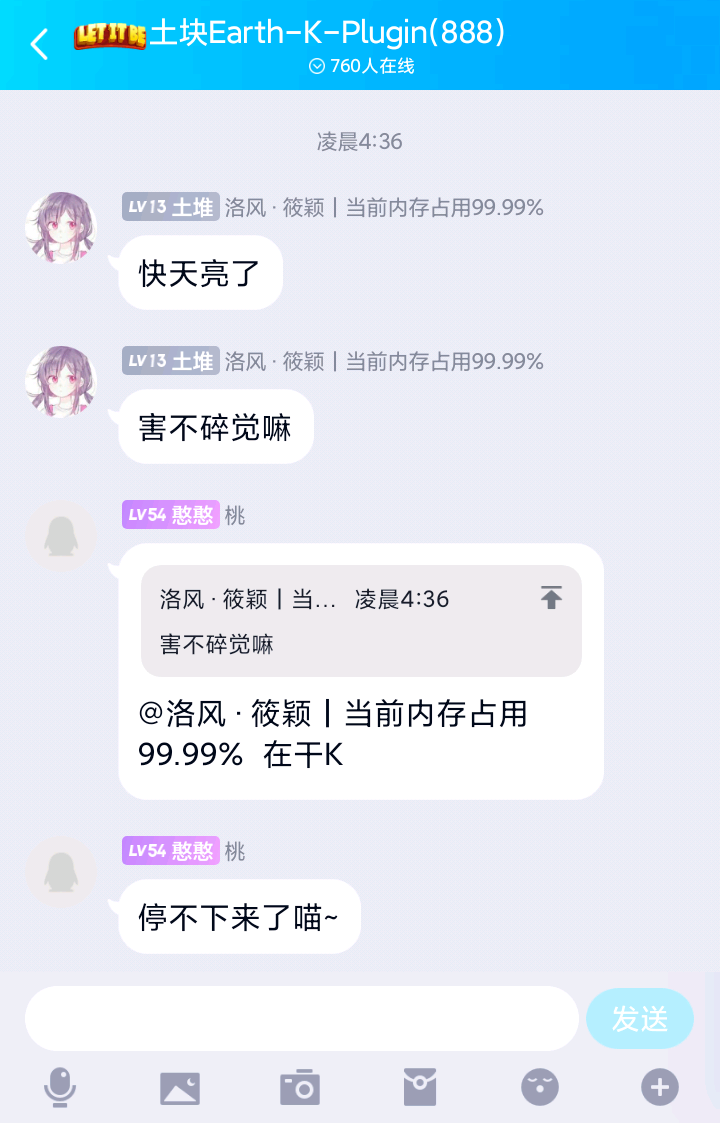 LET IT BE 土块Earth-K-Plugin(888)
760人在线
凌晨4:36
LV13 土堆 洛风 · 筱颖丨当前内存占用99.99%
快天亮了
LV13 土堆 洛风 · 筱颖丨当前内存占用99.99%
害不碎觉嘛
LV54 憨憨 桃
洛风 · 筱颖丨当... 凌晨4:36
害不碎觉嘛
@洛风 · 筱颖丨当前内存占用
99.99% 在干K
LV54 憨憨 桃
停不下来了喵~
发送